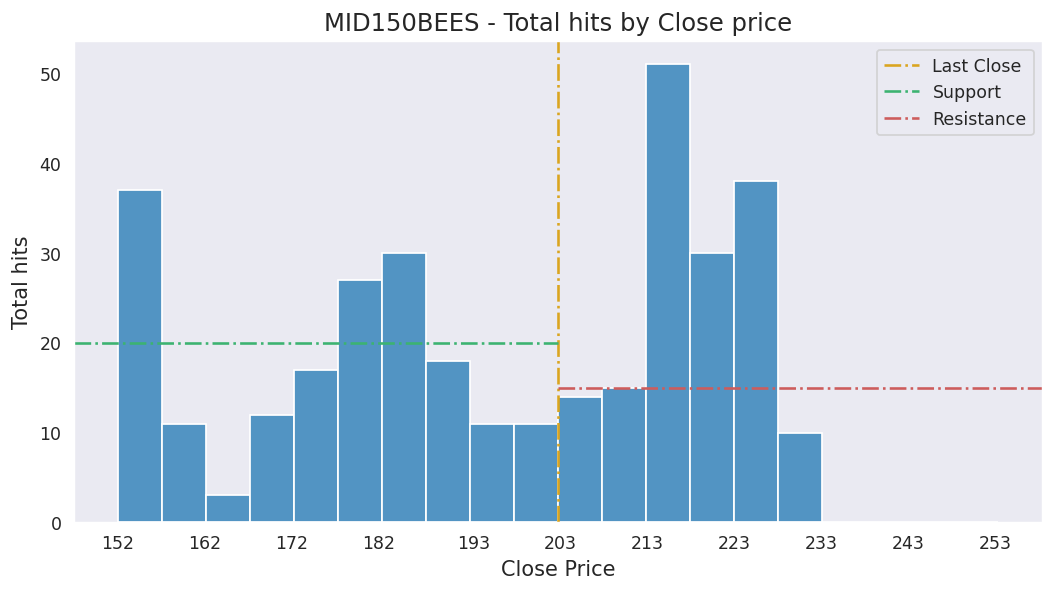 MID150BEES - Total hits by Close price
Last Close
Support
Resistance
Total hits
50
40
30
20
10
0
152 162 172 182 193 203 213 223 233 243 253
Close Price